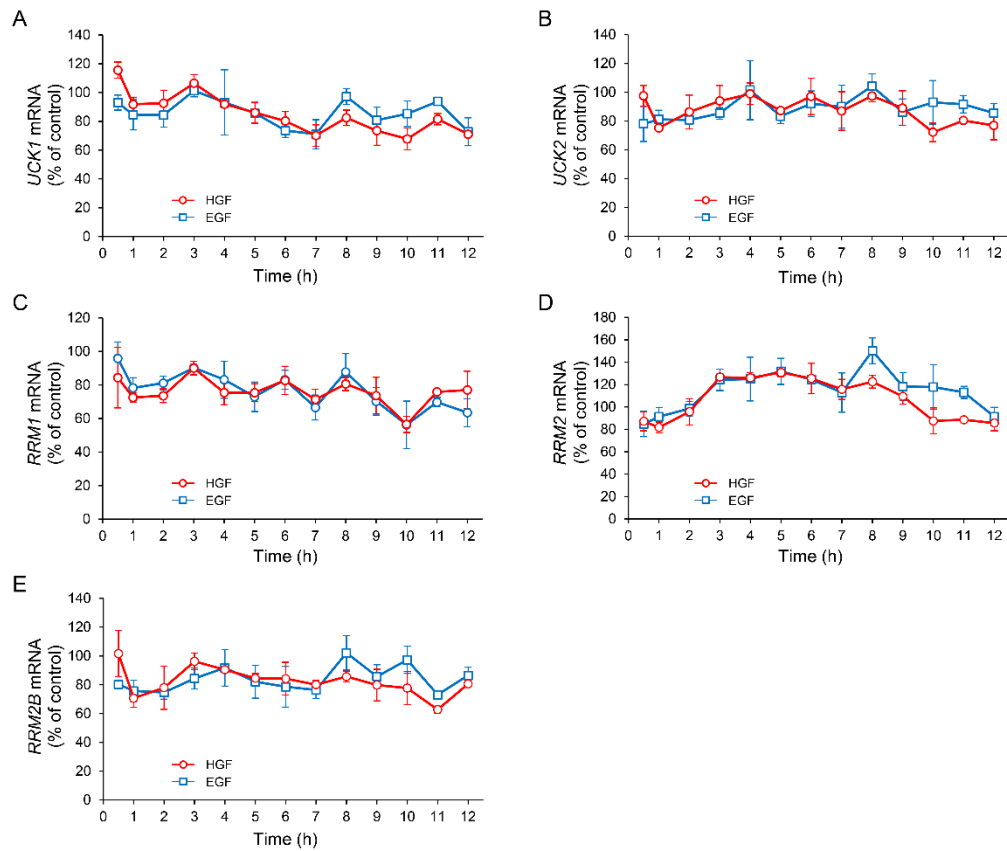 A
UCK1 mRNA
(% of control)
140
120
100
80
60
40
20
0
HGF
EGF
0 1 2 3 4 5 6 7 8 9 10 11 12
Time (h)
B
UCK2 mRNA
(% of control)
140
120
100
80
60
40
20
0
HGF
EGF
0 1 2 3 4 5 6 7 8 9 10 11 12
Time (h)
C
RRM1 mRNA
(% of control)
120
100
80
60
40
20
0
HGF
EGF
0 1 2 3 4 5 6 7 8 9 10 11 12
Time (h)
D
RRM2 mRNA
(% of control)
180
160
140
120
100
80
60
40
20
0
HGF
EGF
0 1 2 3 4 5 6 7 8 9 10 11 12
Time (h)
E
RRM2B mRNA
(% of control)
140
120
100
80
60
40
20
0
HGF
EGF
0 1 2 3 4 5 6 7 8 9 10 11 12
Time (h)